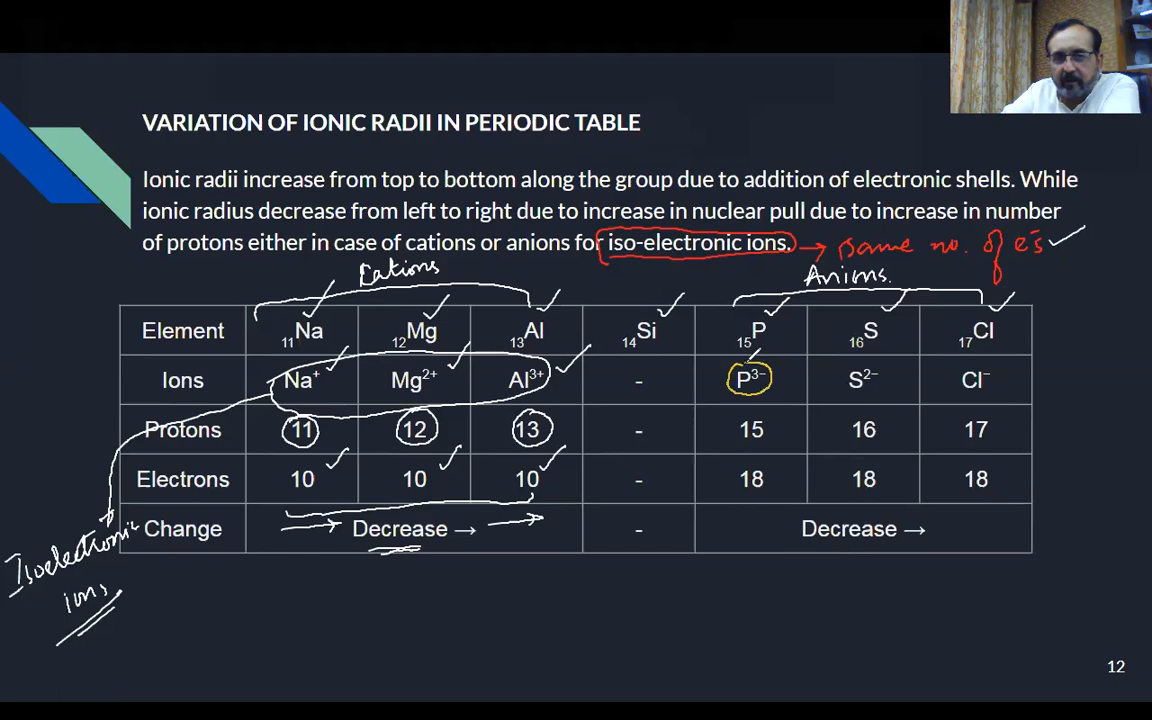 VARIATION OF IONIC RADII IN PERIODIC TABLE
Ionic radii increase from top to bottom along the group due to addition of electronic shells. While
ionic radius decrease from left to right due to increase in nuclear pull due to increase in number
of protons either in case of cations or anions for iso-electronic ions. → same no. of e's
Cations Anions.
Element ₁₁Na ₁₂Mg ₁₃Al ₁₄Si ₁₅P ₁₆S ₁₇Cl
Ions Na⁺ Mg²⁺ Al³⁺ - P³⁻ S²⁻ Cl⁻
Protons 11 12 13 - 15 16 17
Electrons 10 10 10 - 18 18 18
Change → Decrease → → - Decrease →
Isoelectronic
ions
12